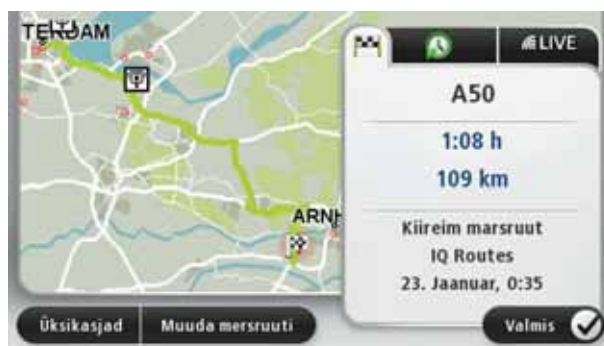 TERDAM
LIVE
A50
1:08 h
109 km
ARNH
Kiireim marsruut
IQ Routes
23. Jaanuar, 0:35
Üksikasjad
Muuda mersruuti
Valmis